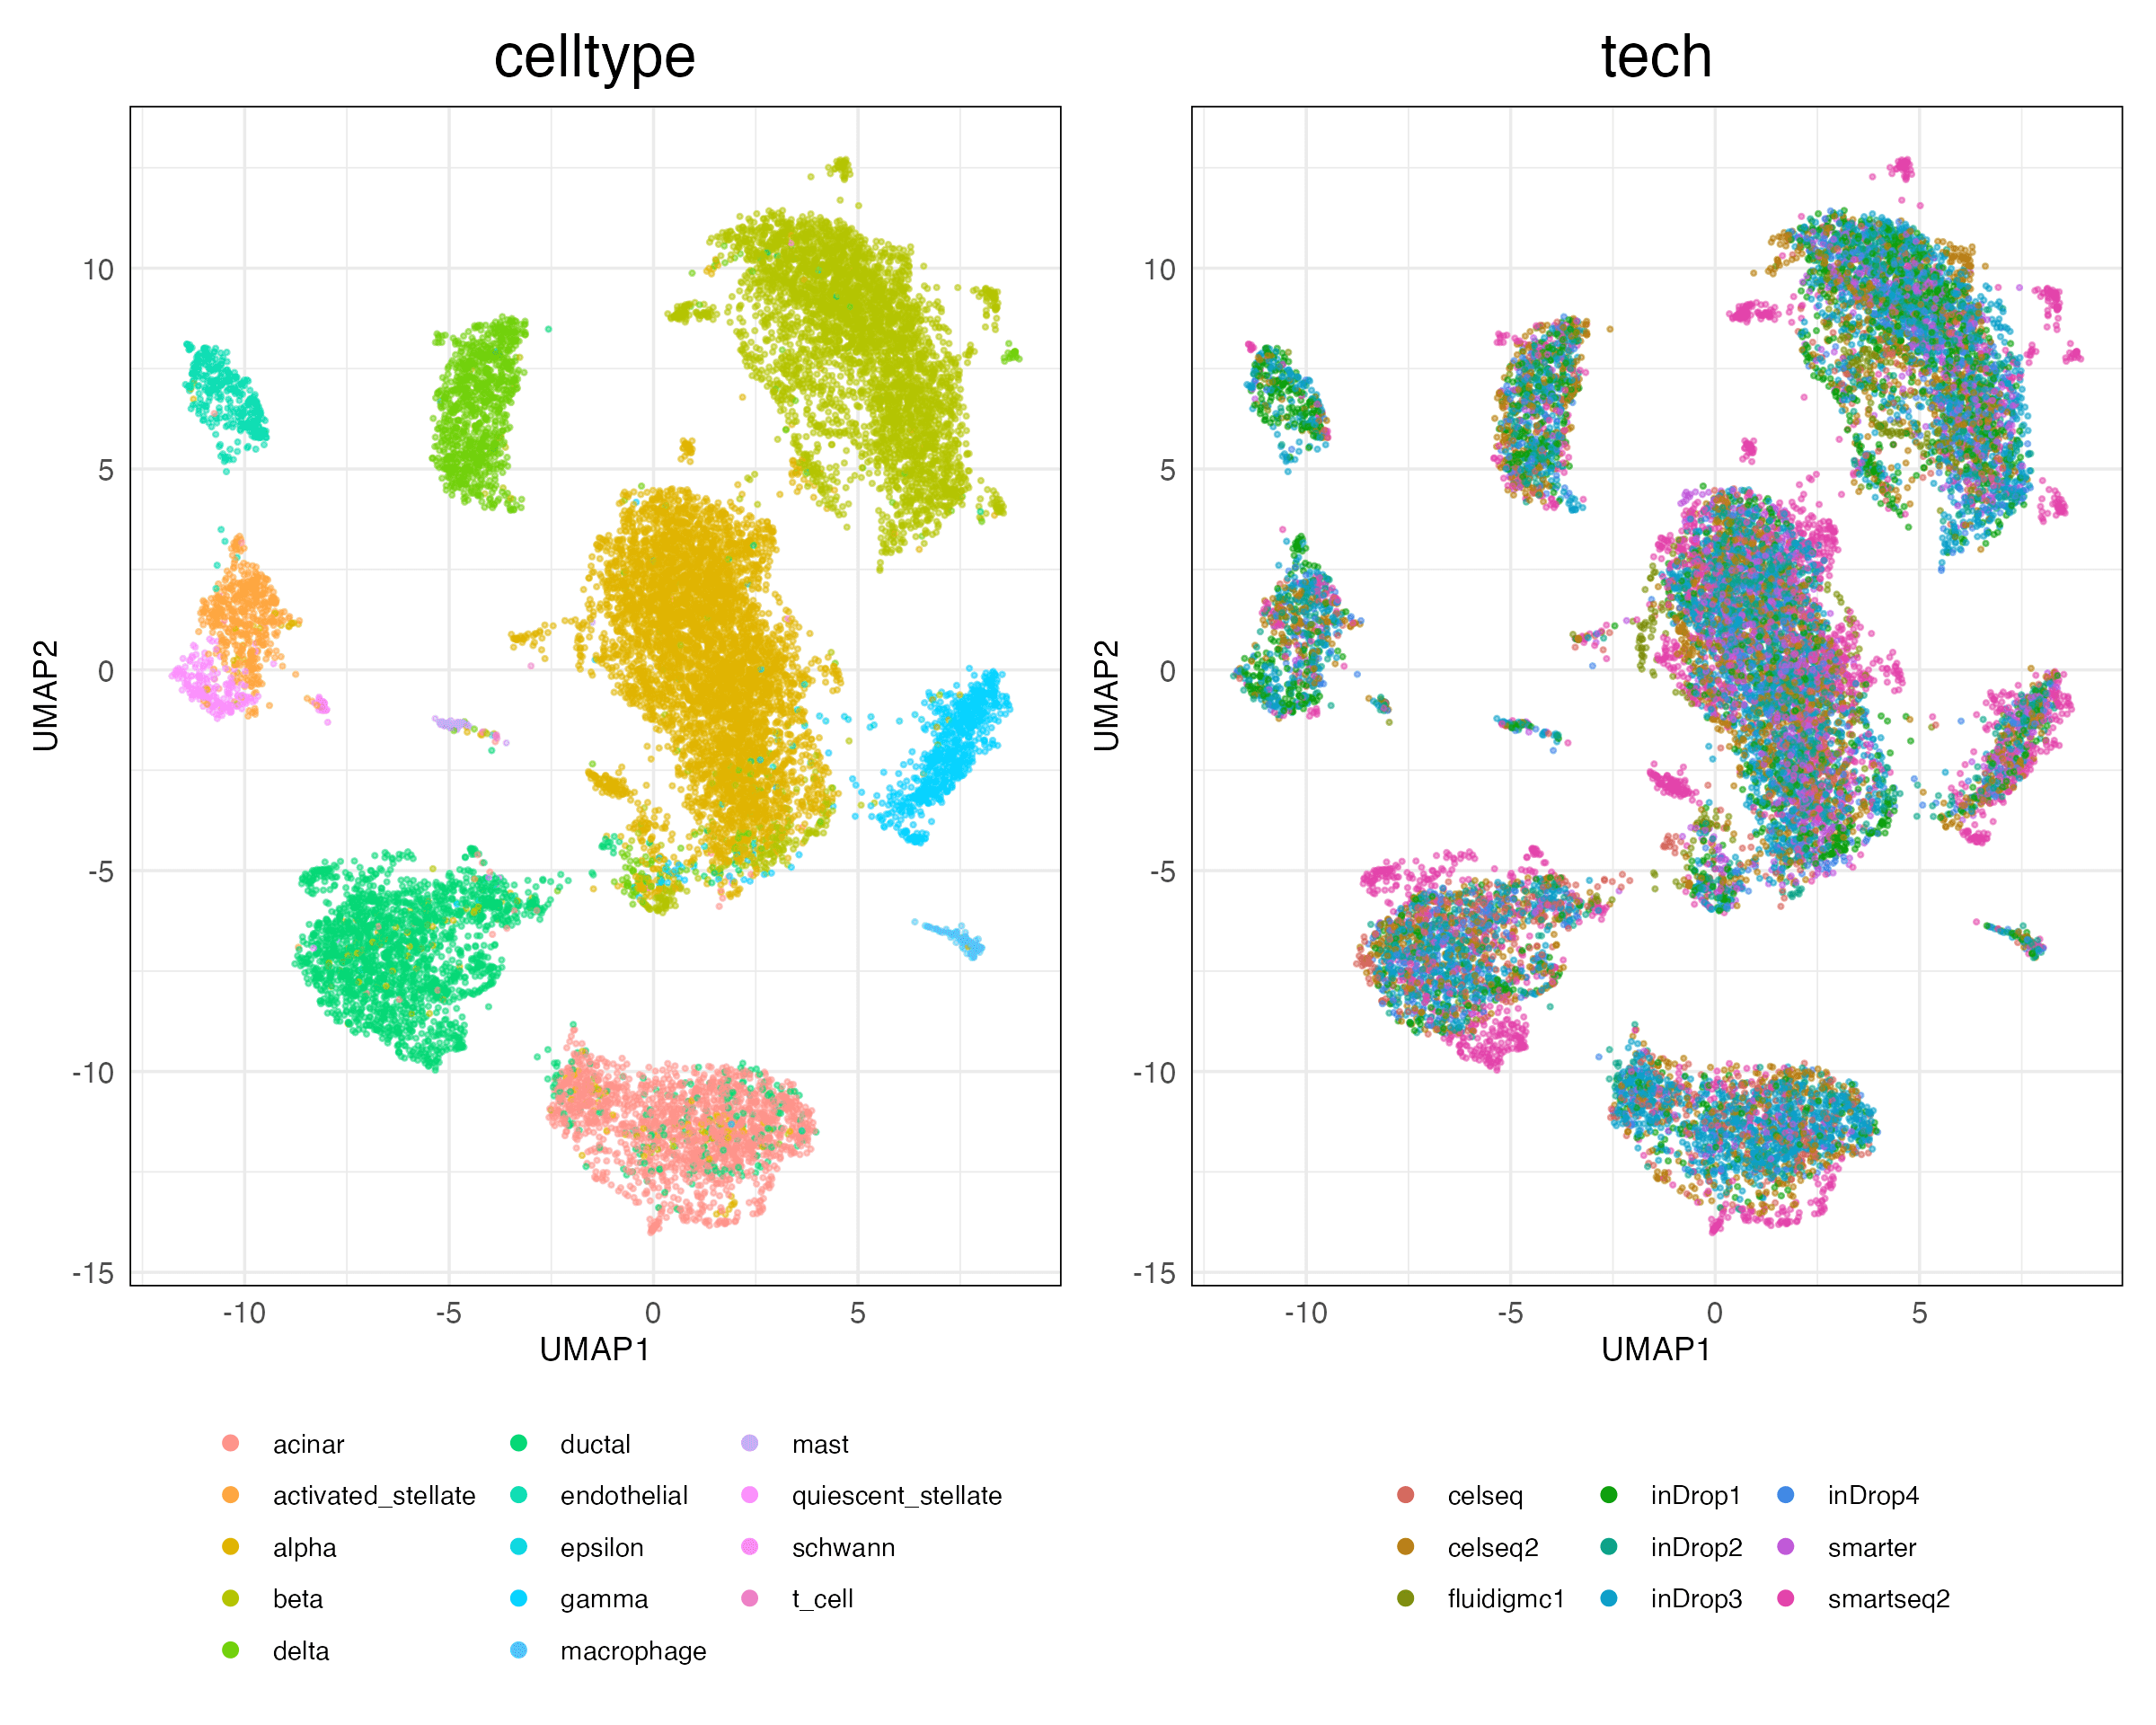 celltype
tech
10
5
0
-5
-10
-15
UMAP2
-10
-5
0
5
UMAP1
10
5
0
-5
-10
-15
UMAP2
-10
-5
0
5
UMAP1
acinar
activated_stellate
alpha
beta
delta
ductal
endothelial
epsilon
gamma
macrophage
mast
quiescent_stellate
schwann
t_cell
celseq
celseq2
fluidigmc1
inDrop1
inDrop2
inDrop3
inDrop4
smarter
smartseq2